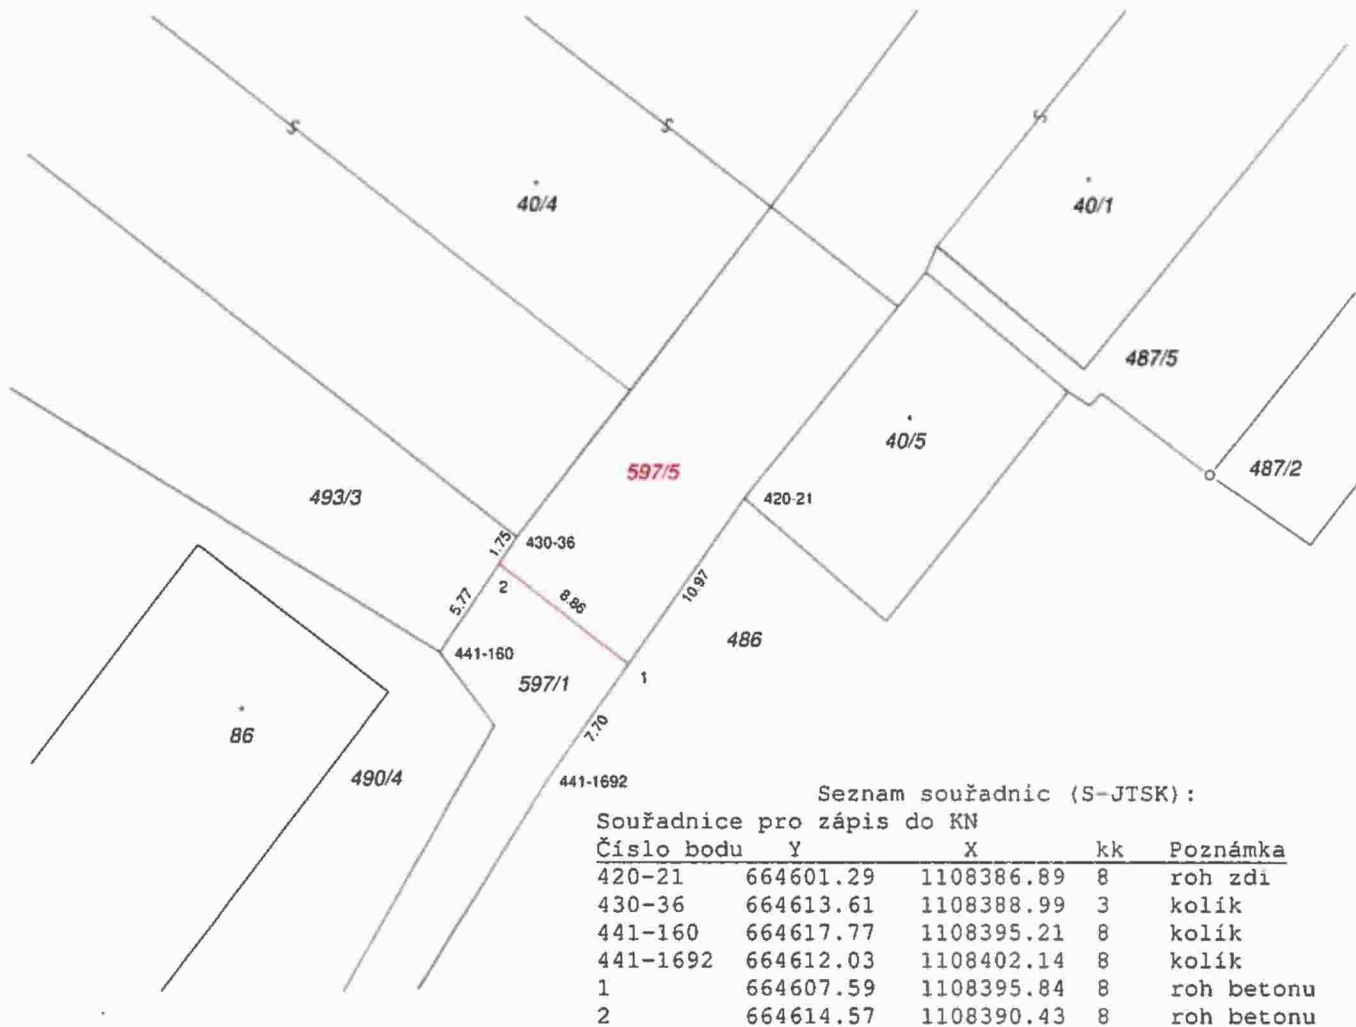 S
S
S
40/4
40/1
487/5
40/5
487/2
597/5
493/3
420-21
1.75
430-36
2
5.77
8.86
10.97
486
441-160
597/1
1
7.70
86
490/4
441-1692
Seznam souřadnic (S-JTSK):
Souřadnice pro zápis do KN
Číslo bodu Y X kk Poznámka
420-21 664601.29 1108386.89 8 roh zdi
430-36 664613.61 1108388.99 3 kolík
441-160 664617.77 1108395.21 8 kolík
441-1692 664612.03 1108402.14 8 kolík
1 664607.59 1108395.84 8 roh betonu
2 664614.57 1108390.43 8 roh betonu